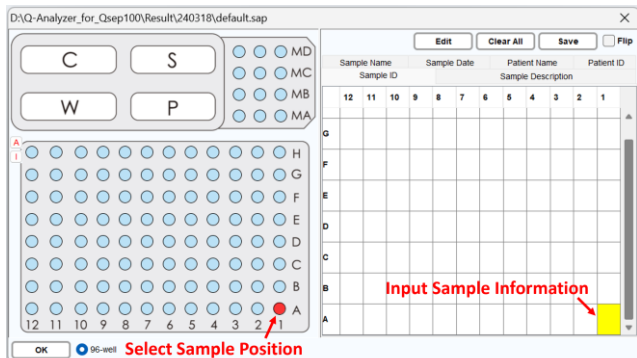 D:\Q-Analyzer_for_Qsep100\Result\240318\default.sap
C S MD
MC
MB
W P MA
A
I
H
G
F
E
D
C
B
A
12 11 10 9 8 7 6 5 4 3 2 1
OK 96-well Select Sample Position
Edit Clear All Save Flip
Sample Name Sample Date Patient Name Patient ID
Sample ID Sample Description
12 11 10 9 8 7 6 5 4 3 2 1
G
F
E
D
C
B
Input Sample Information
A